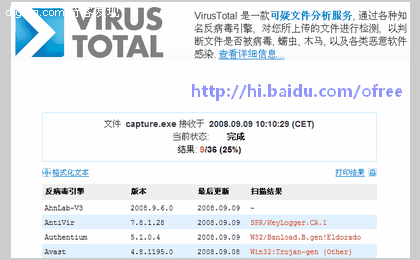 VIRUS
TOTAL
VirusTotal 是一款可疑文件分析服务, 通过各种知
名反病毒引擎, 对您所上传的文件进行检测, 以判
断文件是否被病毒, 蠕虫, 木马, 以及各类恶意软件
感染. 查看详细信息...
http://hi.baidu.com/ofree
文件 capture.exe 接收于 2008.09.09 10:10:29 (CET)
当前状态: 完成
结果: 9/36 (25%)
格式化文本 打印结果
反病毒引擎 版本 最后更新 扫描结果
AhnLab-V3 2008.9.6.0 2008.09.09 -
AntiVir 7.8.1.28 2008.09.09 SPR/KeyLogger.CA.1
Authentium 5.1.0.4 2008.09.09 W32/Banload.B.gen!Eldorado
Avast 4.8.1195.0 2008.09.08 Win32:Trojan-gen {Other}